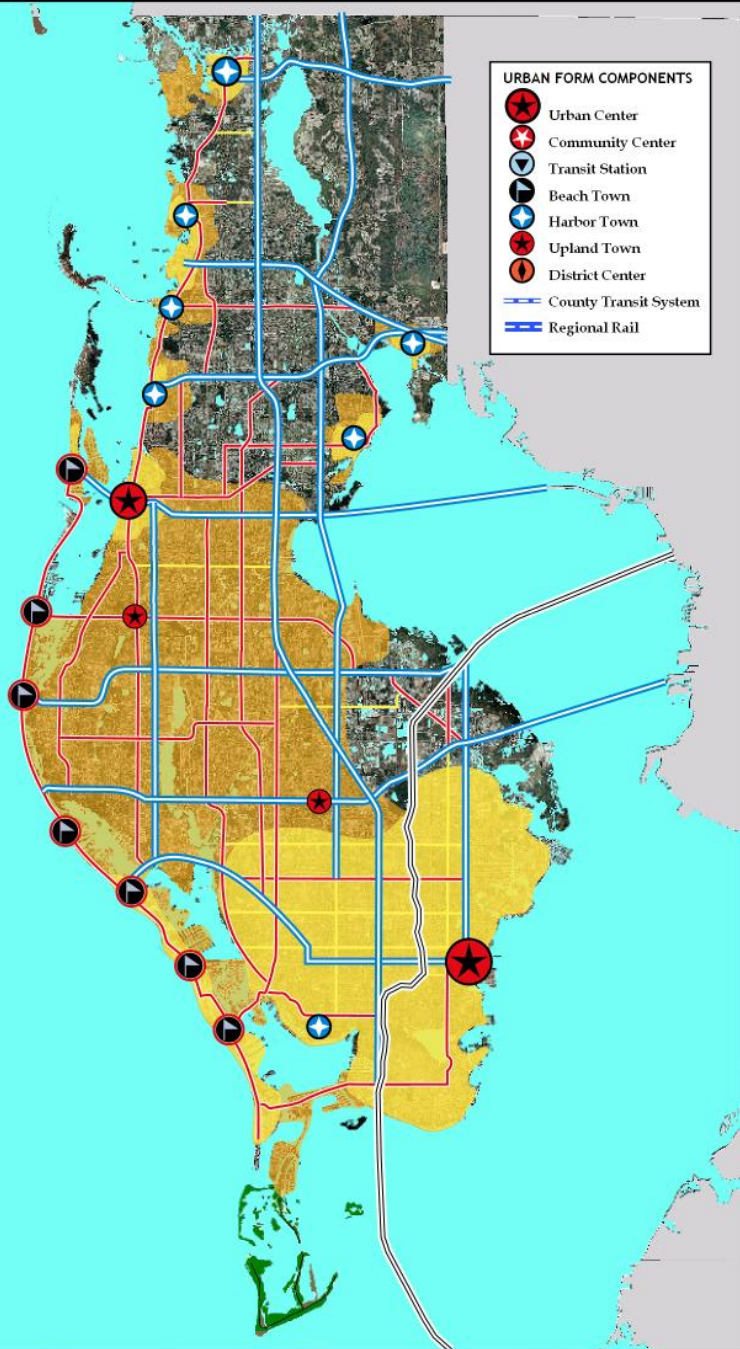 URBAN FORM COMPONENTS
Urban Center
Community Center
Transit Station
Beach Town
Harbor Town
Upland Town
District Center
County Transit System
Regional Rail